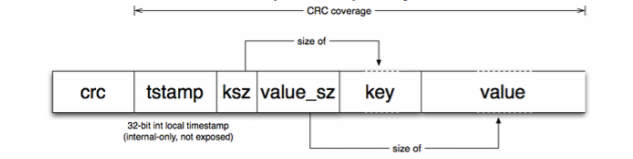 CRC coverage
size of
crc tstamp ksz value_sz key value
32-bit int local timestamp
(internal-only, not exposed)
size of